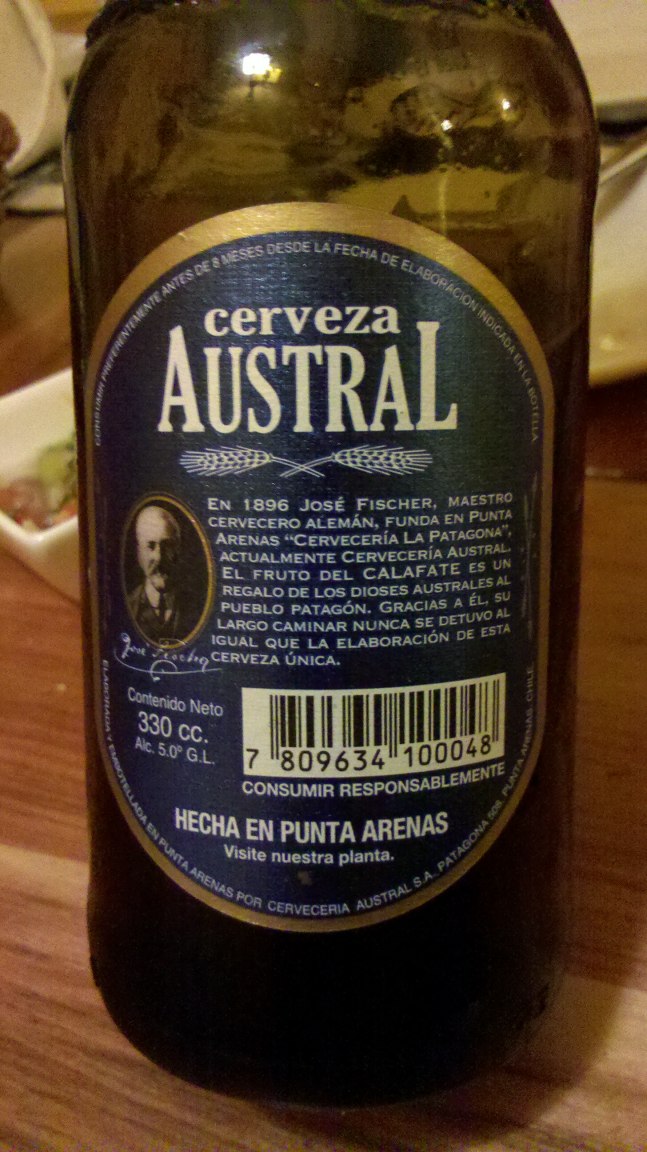 CONSUMIR PREFERENTEMENTE ANTES DE 8 MESES DESDE LA FECHA DE ELABORACION INDICADA EN LA BOTELLA
cerveza
AUSTRAL
EN 1896 JOSÉ FISCHER, MAESTRO
CERVECERO ALEMÁN, FUNDA EN PUNTA
ARENAS "CERVECERÍA LA PATAGONA",
ACTUALMENTE CERVECERÍA AUSTRAL.
EL FRUTO DEL CALAFATE ES UN
REGALO DE LOS DIOSES AUSTRALES AL
PUEBLO PATAGÓN. GRACIAS A ÉL, SU
LARGO CAMINAR NUNCA SE DETUVO AL
IGUAL QUE LA ELABORACIÓN DE ESTA
CERVEZA ÚNICA.
José Fischer
Contenido Neto
330 cc.
Alc. 5.0° G.L.
7 809634 100048
CONSUMIR RESPONSABLEMENTE
HECHA EN PUNTA ARENAS
Visite nuestra planta.
ELABORADA Y ENBOTELLADA EN PUNTA ARENAS POR CERVECERIA AUSTRAL S.A., PATAGONA 508, PUNTA ARENAS, CHILE